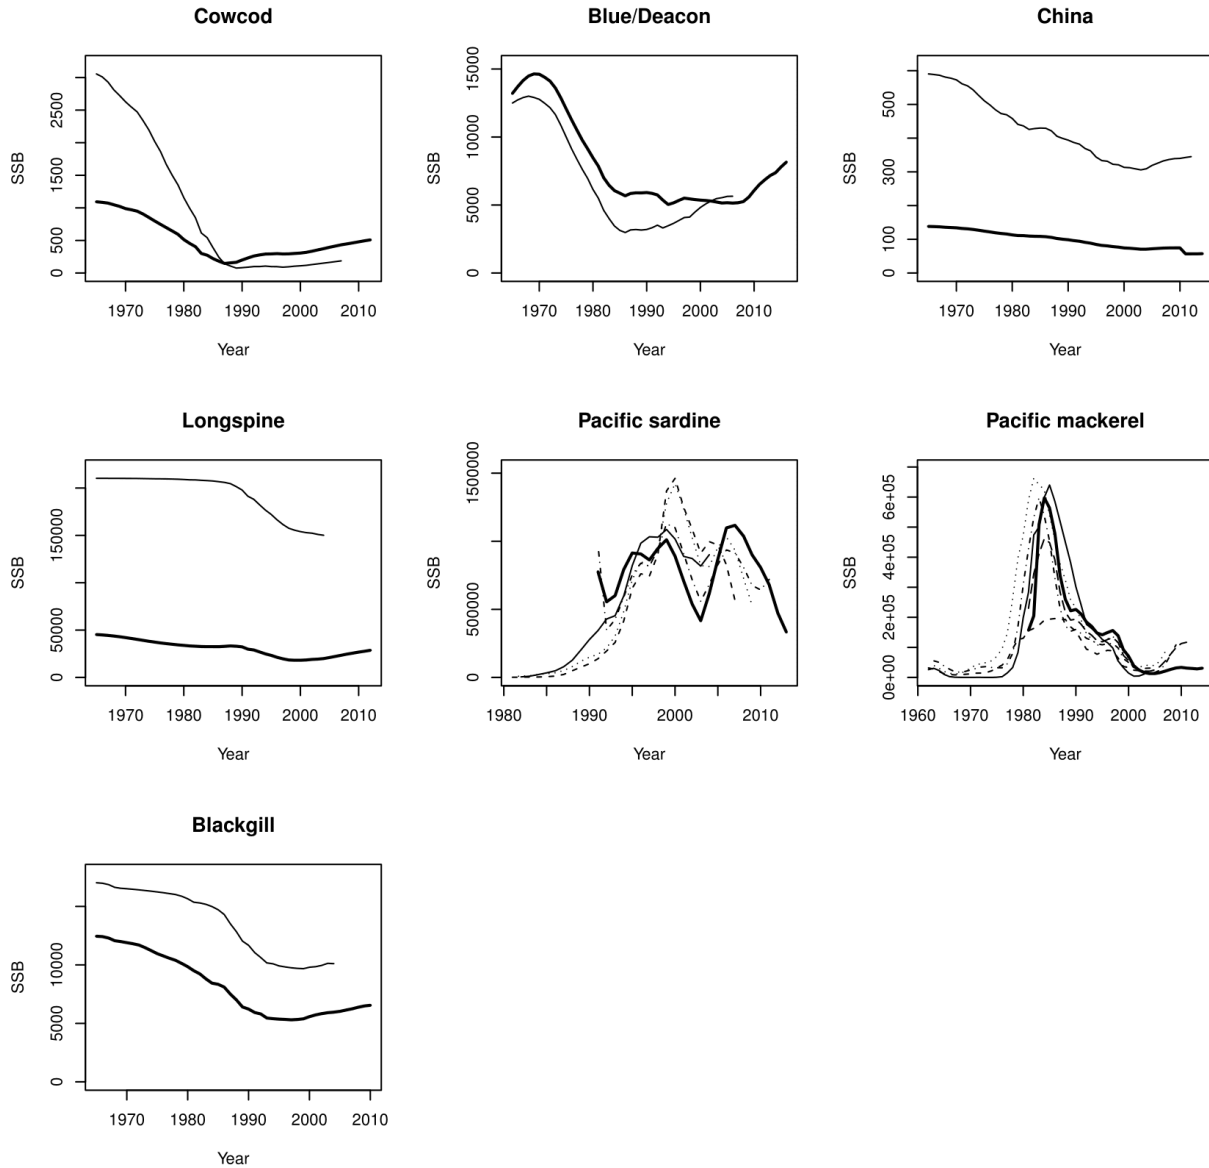 Cowcod
SSB
0 500 1500 2500
1970 1980 1990 2000 2010
Year
Blue/Deacon
SSB
0 5000 10000 15000
1970 1980 1990 2000 2010
Year
China
SSB
0 100 300 500
1970 1980 1990 2000 2010
Year
Longspine
SSB
0 50000 150000
1970 1980 1990 2000 2010
Year
Pacific sardine
SSB
0 500000 1500000
1980 1990 2000 2010
Year
Pacific mackerel
SSB
0e+00 2e+05 4e+05 6e+05
1960 1970 1980 1990 2000 2010
Year
Blackgill
SSB
0 5000 10000
1970 1980 1990 2000 2010
Year